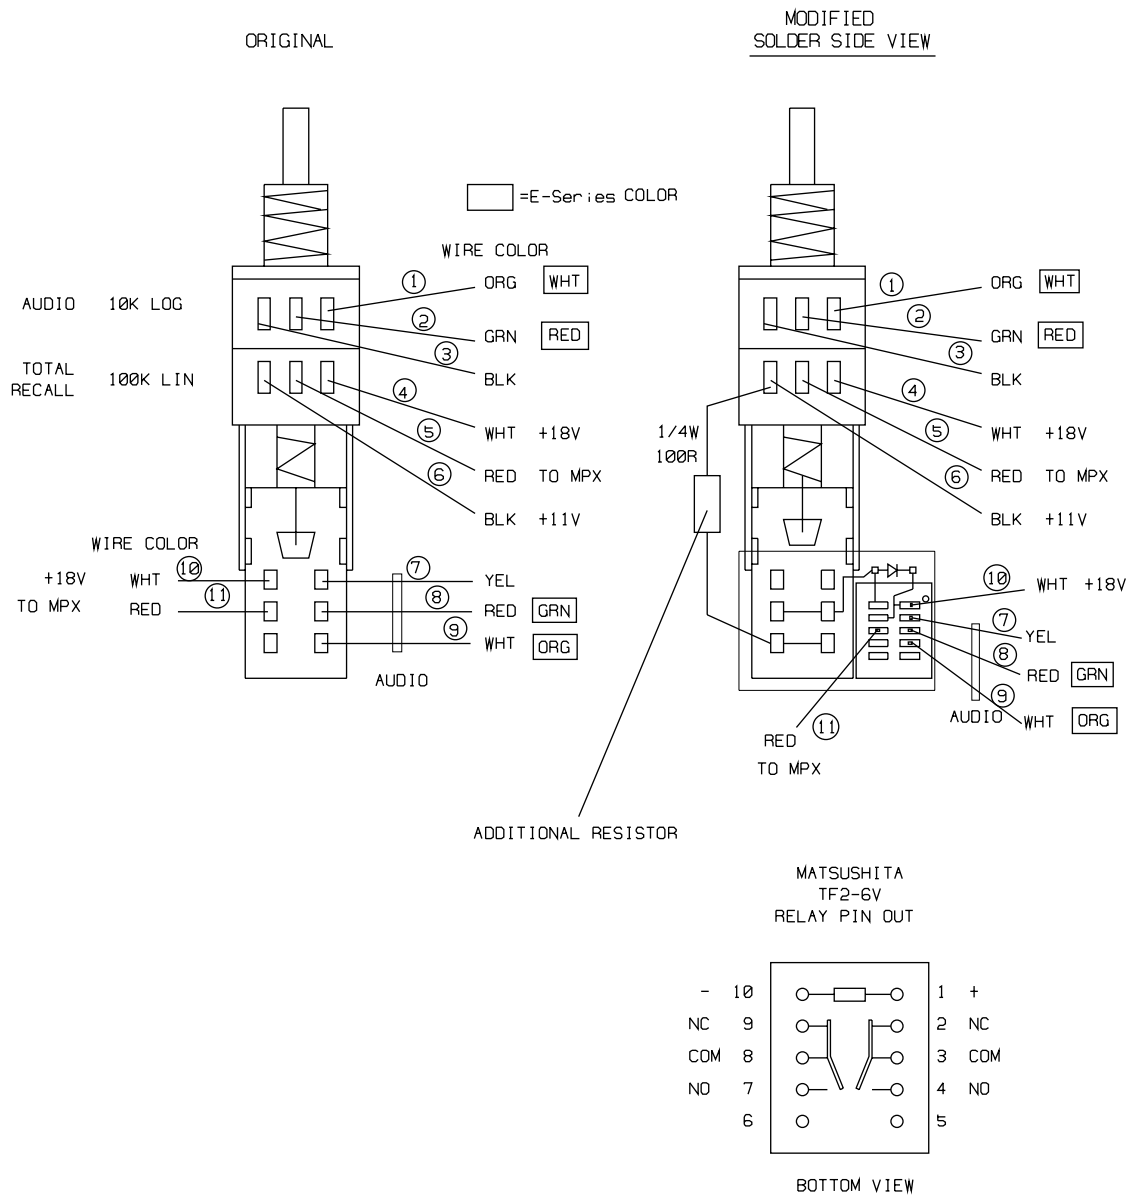 ORIGINAL
MODIFIED
SOLDER SIDE VIEW
=E-Series COLOR
WIRE COLOR
AUDIO 10K LOG
TOTAL
RECALL 100K LIN
1 ORG WHT
2 GRN RED
3 BLK
4 WHT +18V
5 RED TO MPX
6 BLK +11V
WIRE COLOR
+18V WHT 10
TO MPX RED 11
7 YEL
8 RED GRN
9 WHT ORG
AUDIO
1 ORG WHT
2 GRN RED
3 BLK
4 WHT +18V
5 RED TO MPX
6 BLK +11V
1/4W
100R
10 WHT +18V
7 YEL
8 RED GRN
9 WHT ORG
AUDIO
RED 11
TO MPX
ADDITIONAL RESISTOR
MATSUSHITA
TF2-6V
RELAY PIN OUT
- 10 1 +
NC 9 2 NC
COM 8 3 COM
NO 7 4 NO
6 5
BOTTOM VIEW